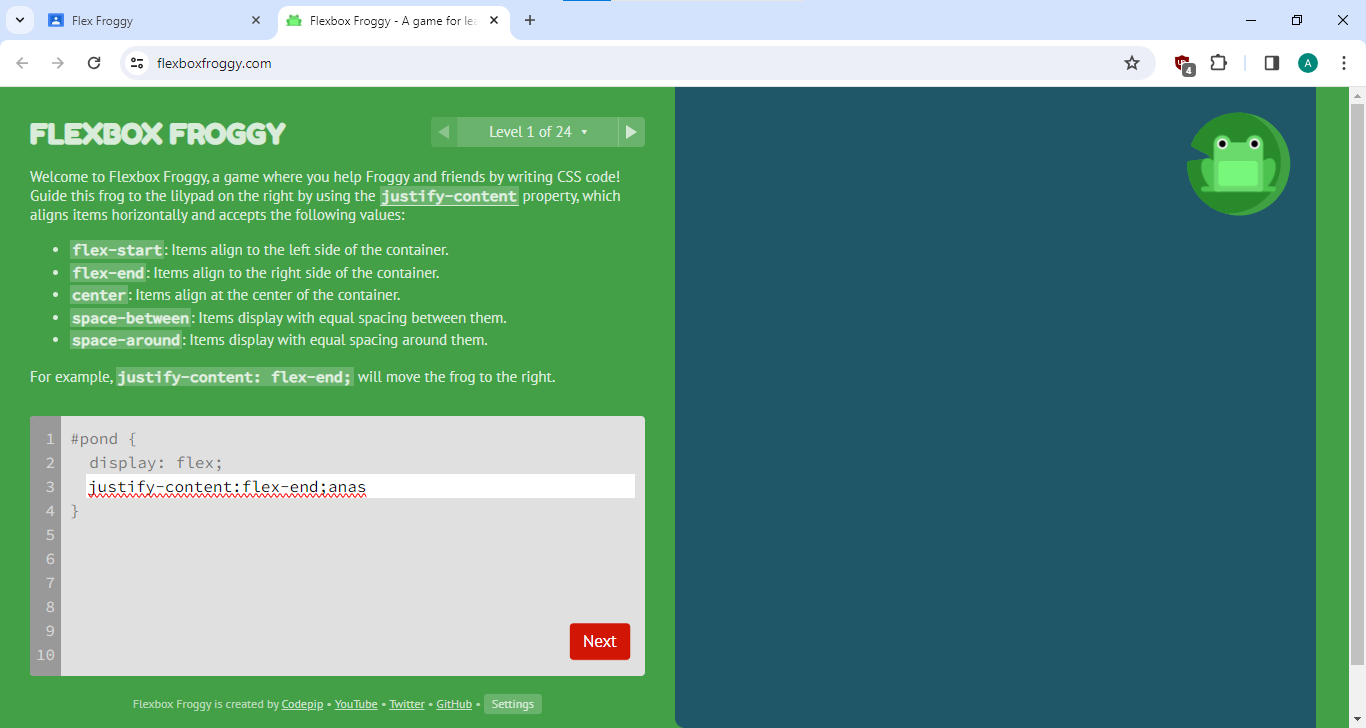 Flex Froggy
Flexbox Froggy - A game for lea
flexboxfroggy.com
4
A
FLEXBOX FROGGY
Level 1 of 24
Welcome to Flexbox Froggy, a game where you help Froggy and friends by writing CSS code!
Guide this frog to the lilypad on the right by using the justify-content property, which
aligns items horizontally and accepts the following values:
• flex-start: Items align to the left side of the container.
• flex-end: Items align to the right side of the container.
• center: Items align at the center of the container.
• space-between: Items display with equal spacing between them.
• space-around: Items display with equal spacing around them.
For example, justify-content: flex-end; will move the frog to the right.
1 #pond {
2 display: flex;
3 justify-content:flex-end;anas
4 }
5
6
7
8
9
10
Next
Flexbox Froggy is created by Codepip • YouTube • Twitter • GitHub • Settings